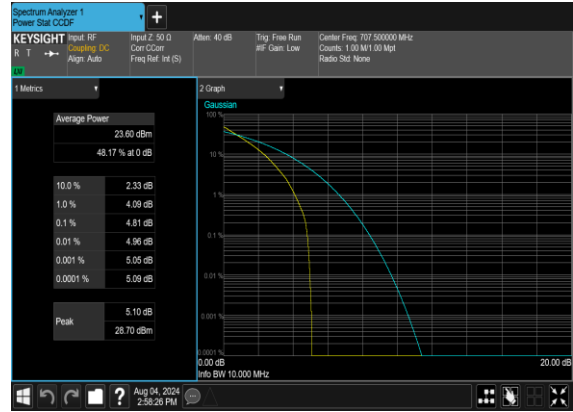 Spectrum Analyzer 1
Power Stat CCDF
KEYSIGHT
R T
LXI
Input: RF
Coupling: DC
Align: Auto
Input Z: 50 Ω
Corr CCorr
Freq Ref: Int (S)
Atten: 40 dB
Trig: Free Run
#IF Gain: Low
Center Freq: 707.500000 MHz
Counts: 1.00 M/1.00 Mpt
Radio Std: None
1 Metrics
Average Power
23.60 dBm
48.17 % at 0 dB
10.0 % 2.33 dB
1.0 % 4.09 dB
0.1 % 4.81 dB
0.01 % 4.96 dB
0.001 % 5.05 dB
0.0001 % 5.09 dB
Peak
5.10 dB
28.70 dBm
2 Graph
Gaussian
100 %
10 %
1 %
0.1 %
0.01 %
0.001 %
0.0001 %
0.00 dB
20.00 dB
Info BW 10.000 MHz
?
Aug 04, 2024
2:58:26 PM